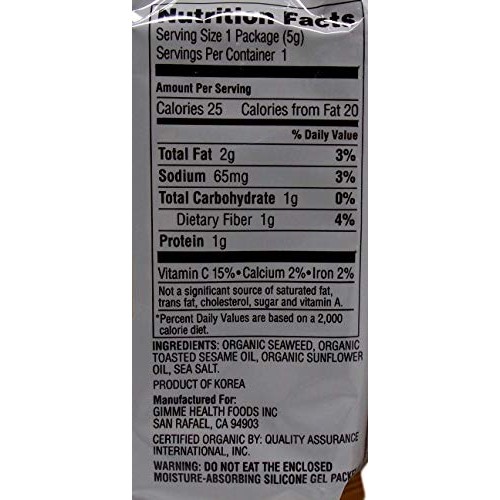 Nutrition Facts
Serving Size 1 Package (5g)
Servings Per Container 1
Amount Per Serving
Calories 25 Calories from Fat 20
% Daily Value
Total Fat 2g 3%
Sodium 65mg 3%
Total Carbohydrate 1g 0%
Dietary Fiber 1g 4%
Protein 1g
Vitamin C 15%•Calcium 2%•Iron 2%
Not a significant source of saturated fat,
trans fat, cholesterol, sugar and vitamin A.
*Percent Daily Values are based on a 2,000
calorie diet.
INGREDIENTS: ORGANIC SEAWEED, ORGANIC
TOASTED SESAME OIL, ORGANIC SUNFLOWER
OIL, SEA SALT.
PRODUCT OF KOREA
Manufactured For:
GIMME HEALTH FOODS INC
SAN RAFAEL, CA 94903
CERTIFIED ORGANIC BY: QUALITY ASSURANCE
INTERNATIONAL, INC.
WARNING: DO NOT EAT THE ENCLOSED
MOISTURE-ABSORBING SILICONE GEL